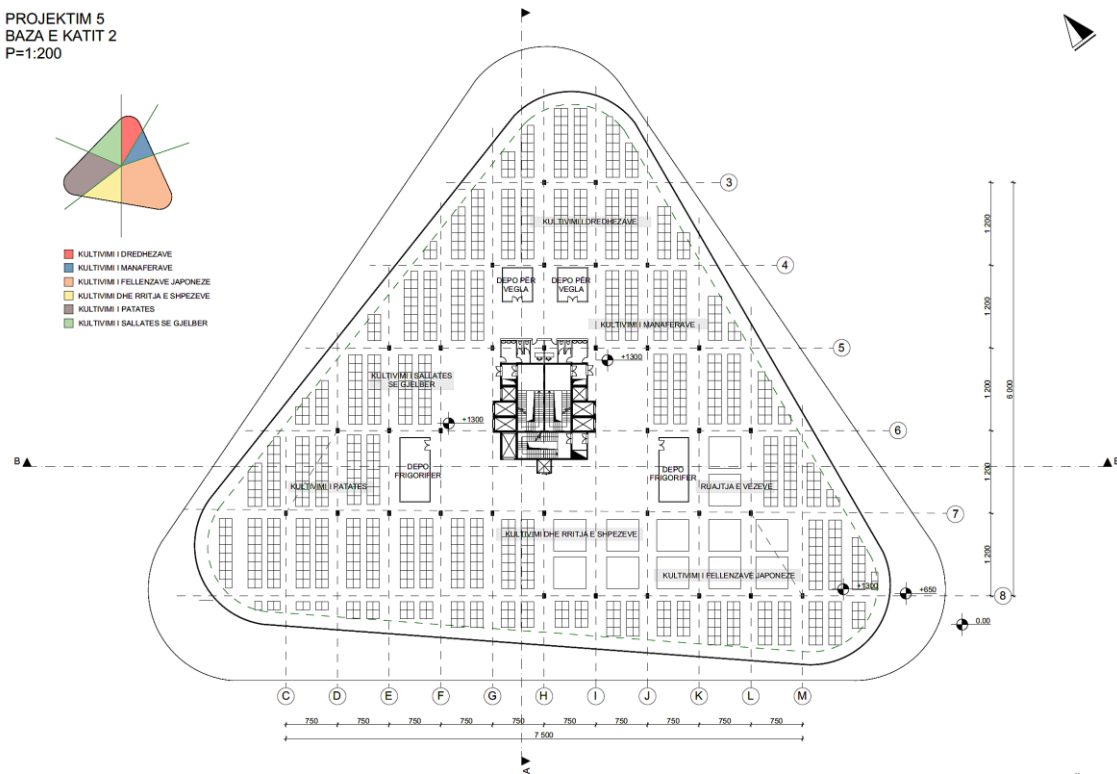 PROJEKTIM 5
BAZA E KATIT 2
P=1:200
KULTIVIMI I DREDHEZAVE
KULTIVIMI I MANAFERAVE
KULTIVIMI I FELLENZAVE JAPONEZE
KULTIVIMI DHE RRITJA E SHPEZEVE
KULTIVIMI I PATATES
KULTIVIMI I SALLATES SE GJELBER
A
3
KULTIVIMI I DREDHEZAVE
4
DEPO PËR
VEGLA
DEPO PËR
VEGLA
KULTIVIMI I MANAFERAVE
5
+1300
KULTIVIMI I SALLATES
SE GJELBER
+1300
6
B
B
DEPO
FRIGORIFER
DEPO
FRIGORIFER
KULTIVIMI I PATATES
RUAJTJA E VEZEVE
7
KULTIVIMI DHE RRITJA E SHPEZEVE
KULTIVIMI I FELLENZAVE JAPONEZE
+1300
+650
8
0.00
1 200
1 200
1 200
1 200
1 200
6 000
C
D
E
F
G
H
I
J
K
L
M
750
750
750
750
750
750
750
750
750
750
7 500
A